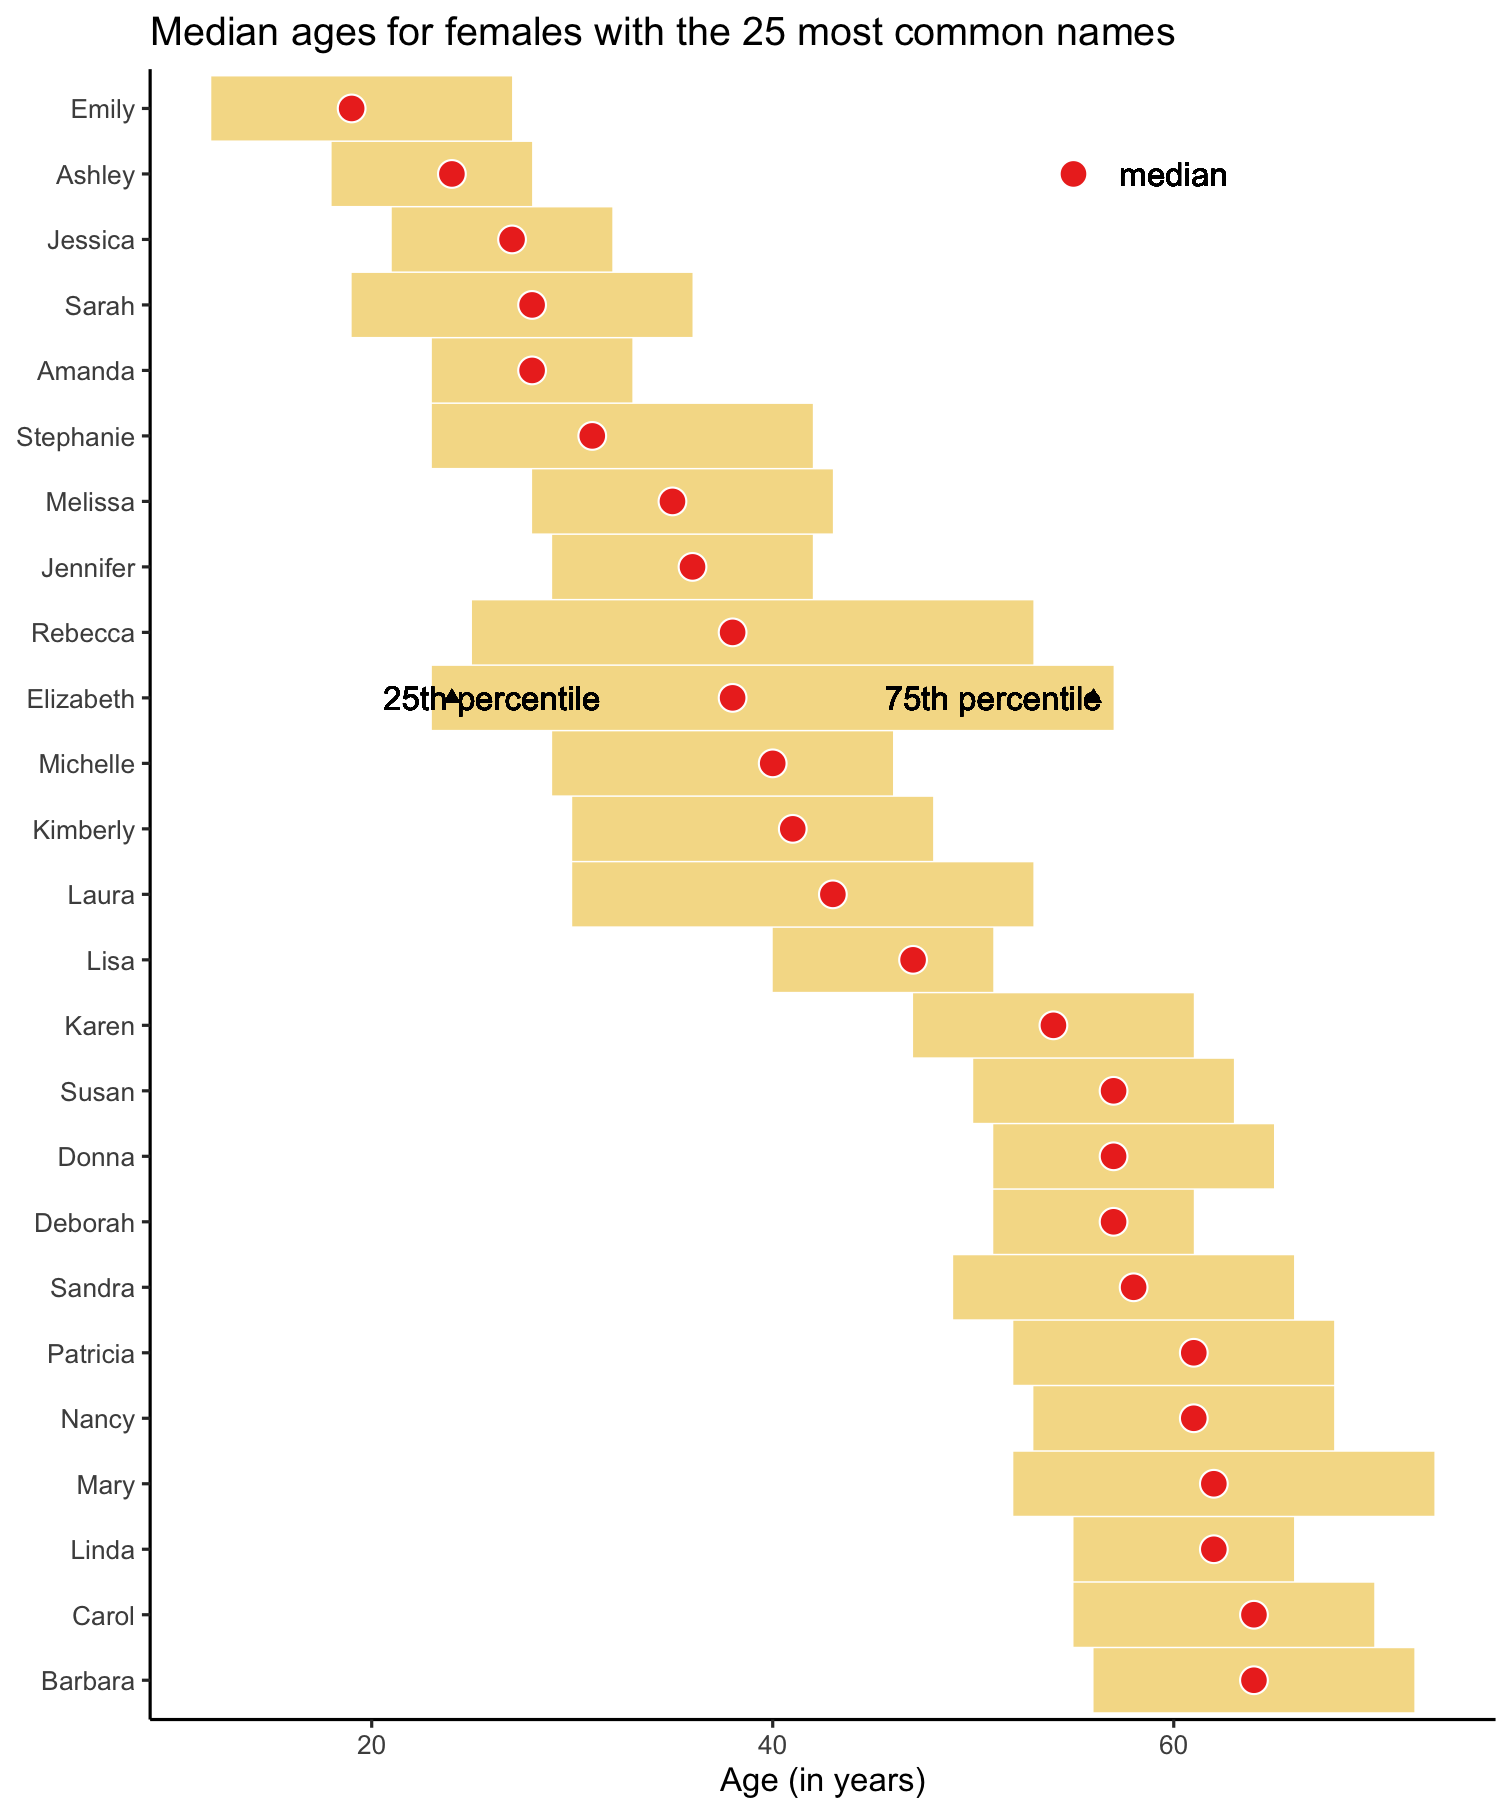 Median ages for females with the 25 most common names
Emily
Ashley
median
Jessica
Sarah
Amanda
Stephanie
Melissa
Jennifer
Rebecca
Elizabeth
25th percentile
75th percentile
Michelle
Kimberly
Laura
Lisa
Karen
Susan
Donna
Deborah
Sandra
Patricia
Nancy
Mary
Linda
Carol
Barbara
20 40 60
Age (in years)